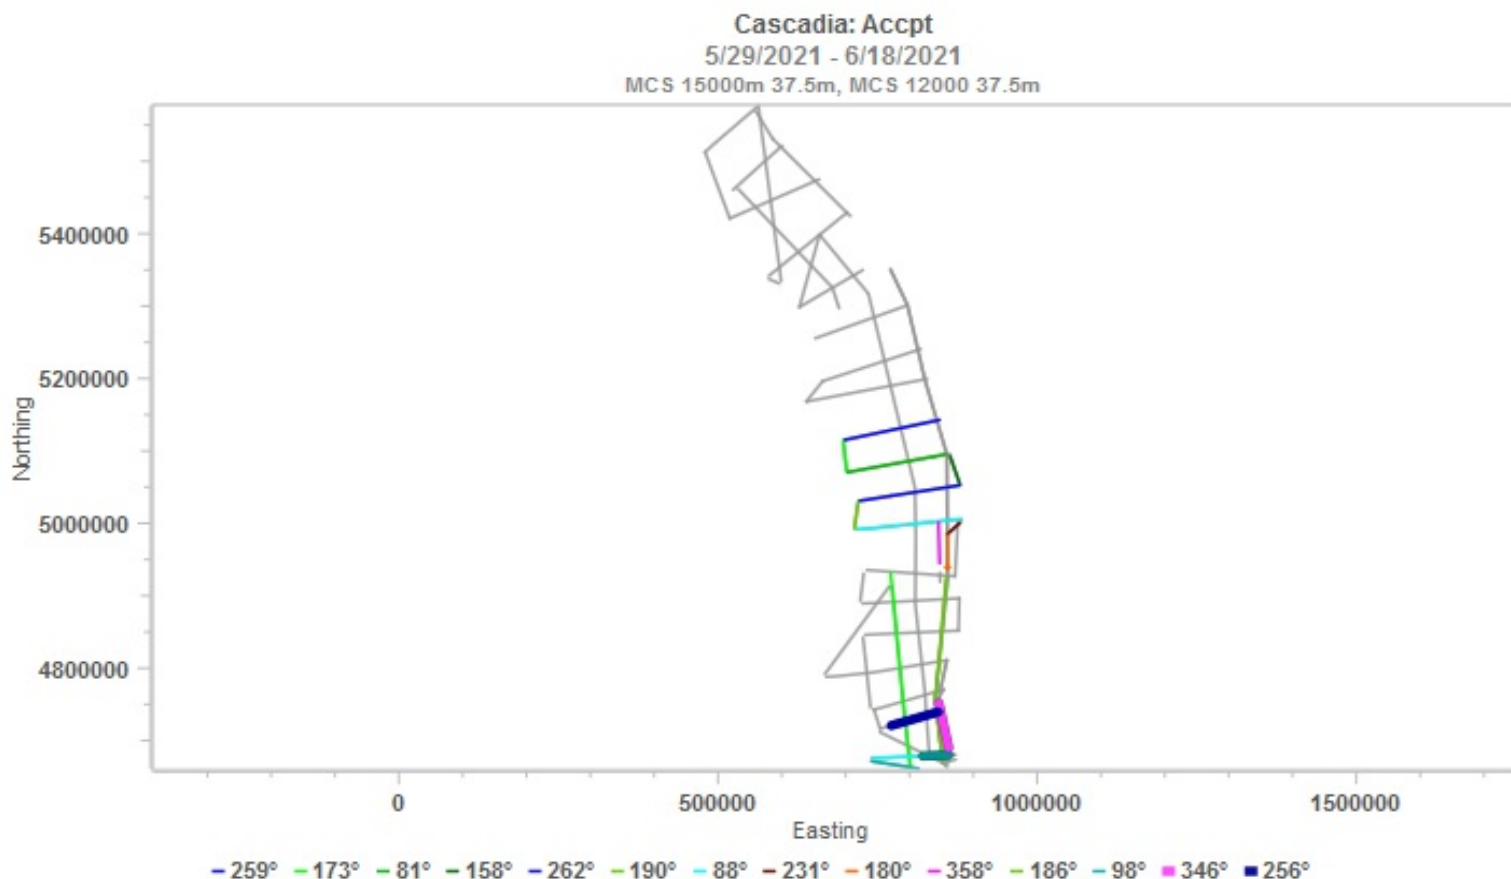 Cascadia: Accpt
5/29/2021 - 6/18/2021
MCS 15000m 37.5m, MCS 12000 37.5m
5400000
5200000
Northing
5000000
4800000
0 500000 1000000 1500000
Easting
259° 173° 81° 158° 262° 190° 88° 231° 180° 358° 186° 98° 346° 256°